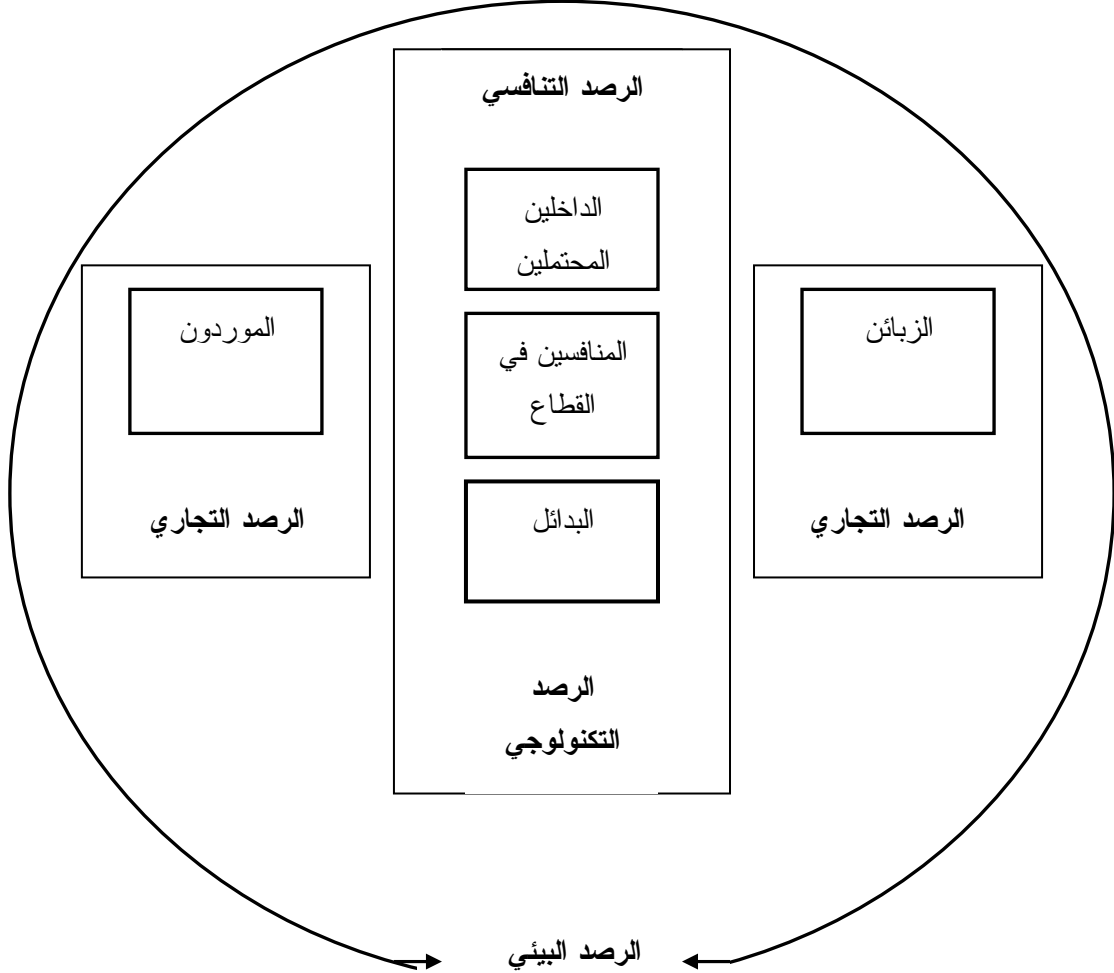 الرصد التنافسي
الداخلين
المحتملين
الزبائن
الموردون
المنافسين في
القطاع
البدائل
الرصد التجاري
الرصد التجاري
الرصد
التكنولوجي
الرصد البيئي